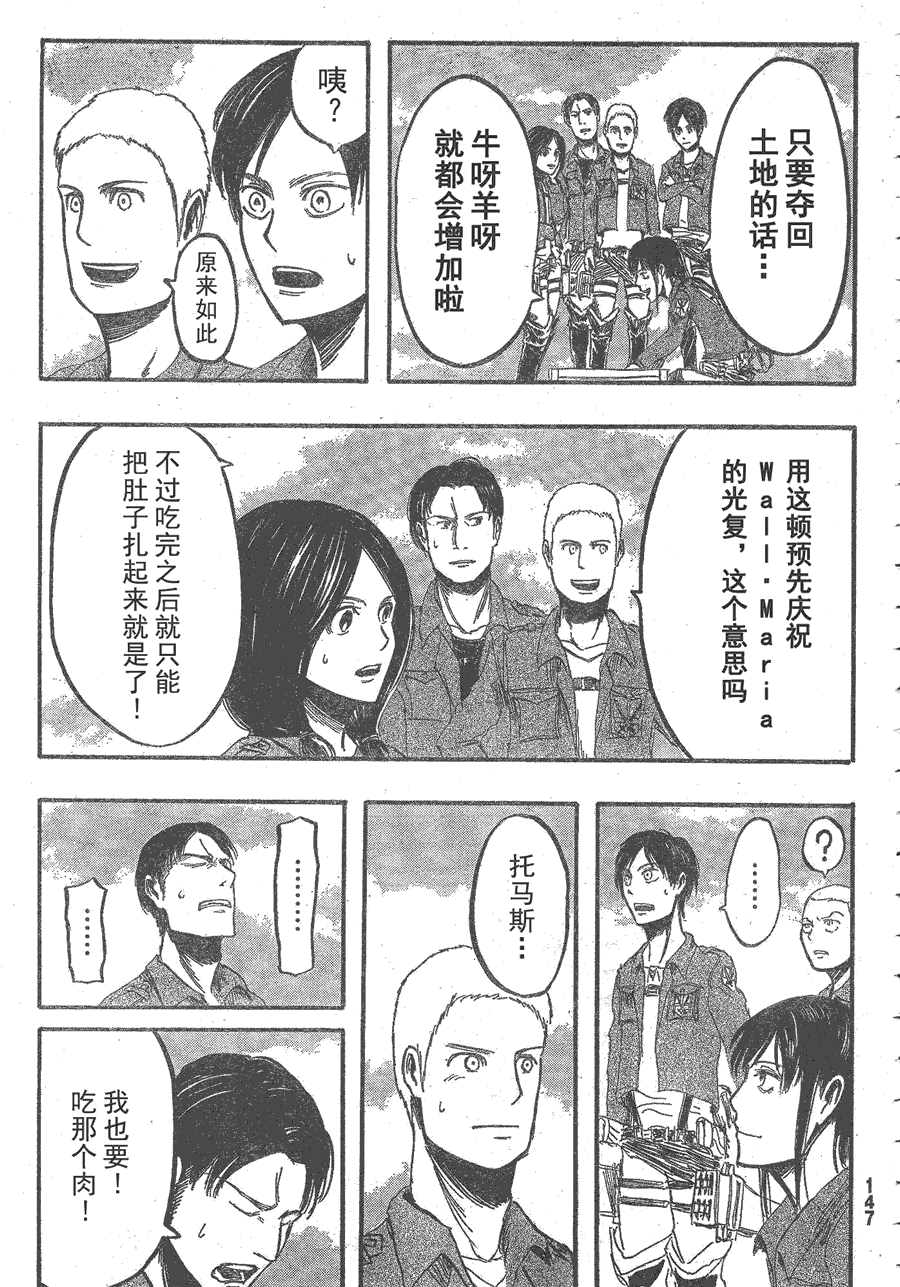 只要夺回
土地的话…
牛呀羊呀
就都会增加啦
咦？
原来如此
用这顿预先庆祝
Wall·Maria
的光复，这个意思吗
不过吃完之后就只能
把肚子扎起来就是了！
？
……
托马斯…
……
……
我也要！
吃那个肉！
147